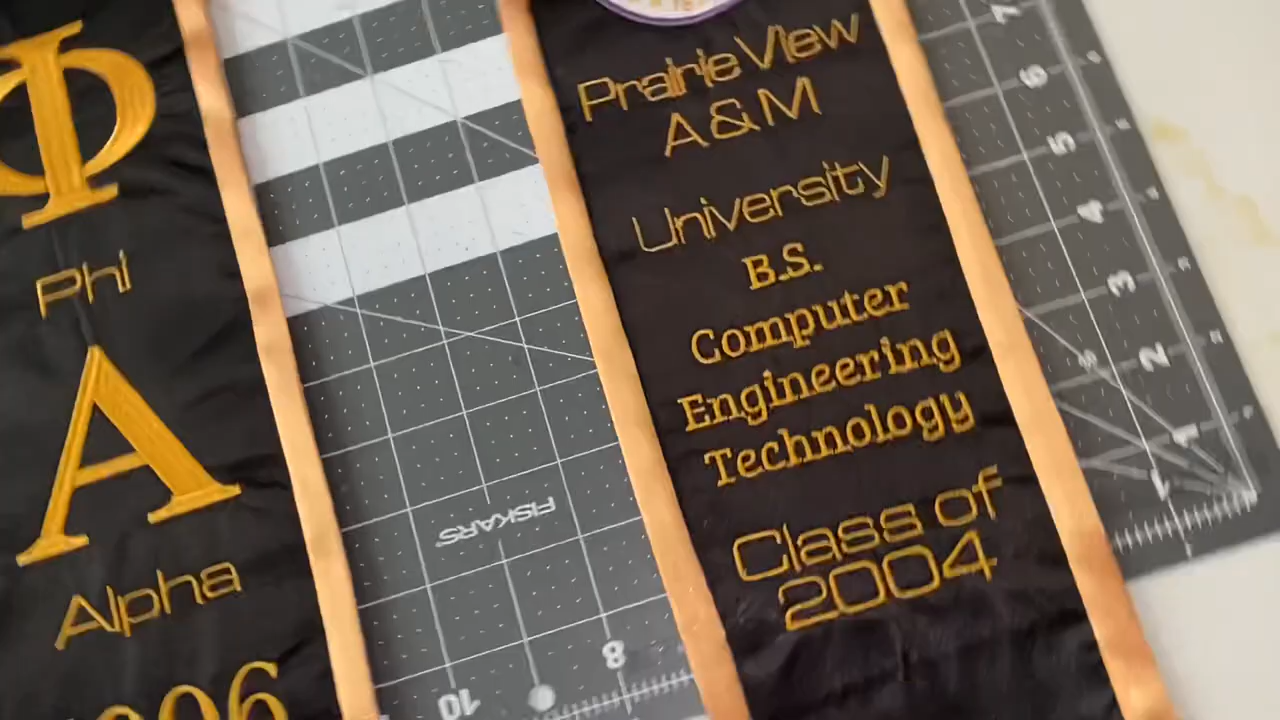 Φ
Phi
A
Alpha
Prairie View
A&M
University
B.S.
Computer
Engineering
Technology
Class of
2004
FISKARS
10
8
7
6
5
4
3
2
1
1